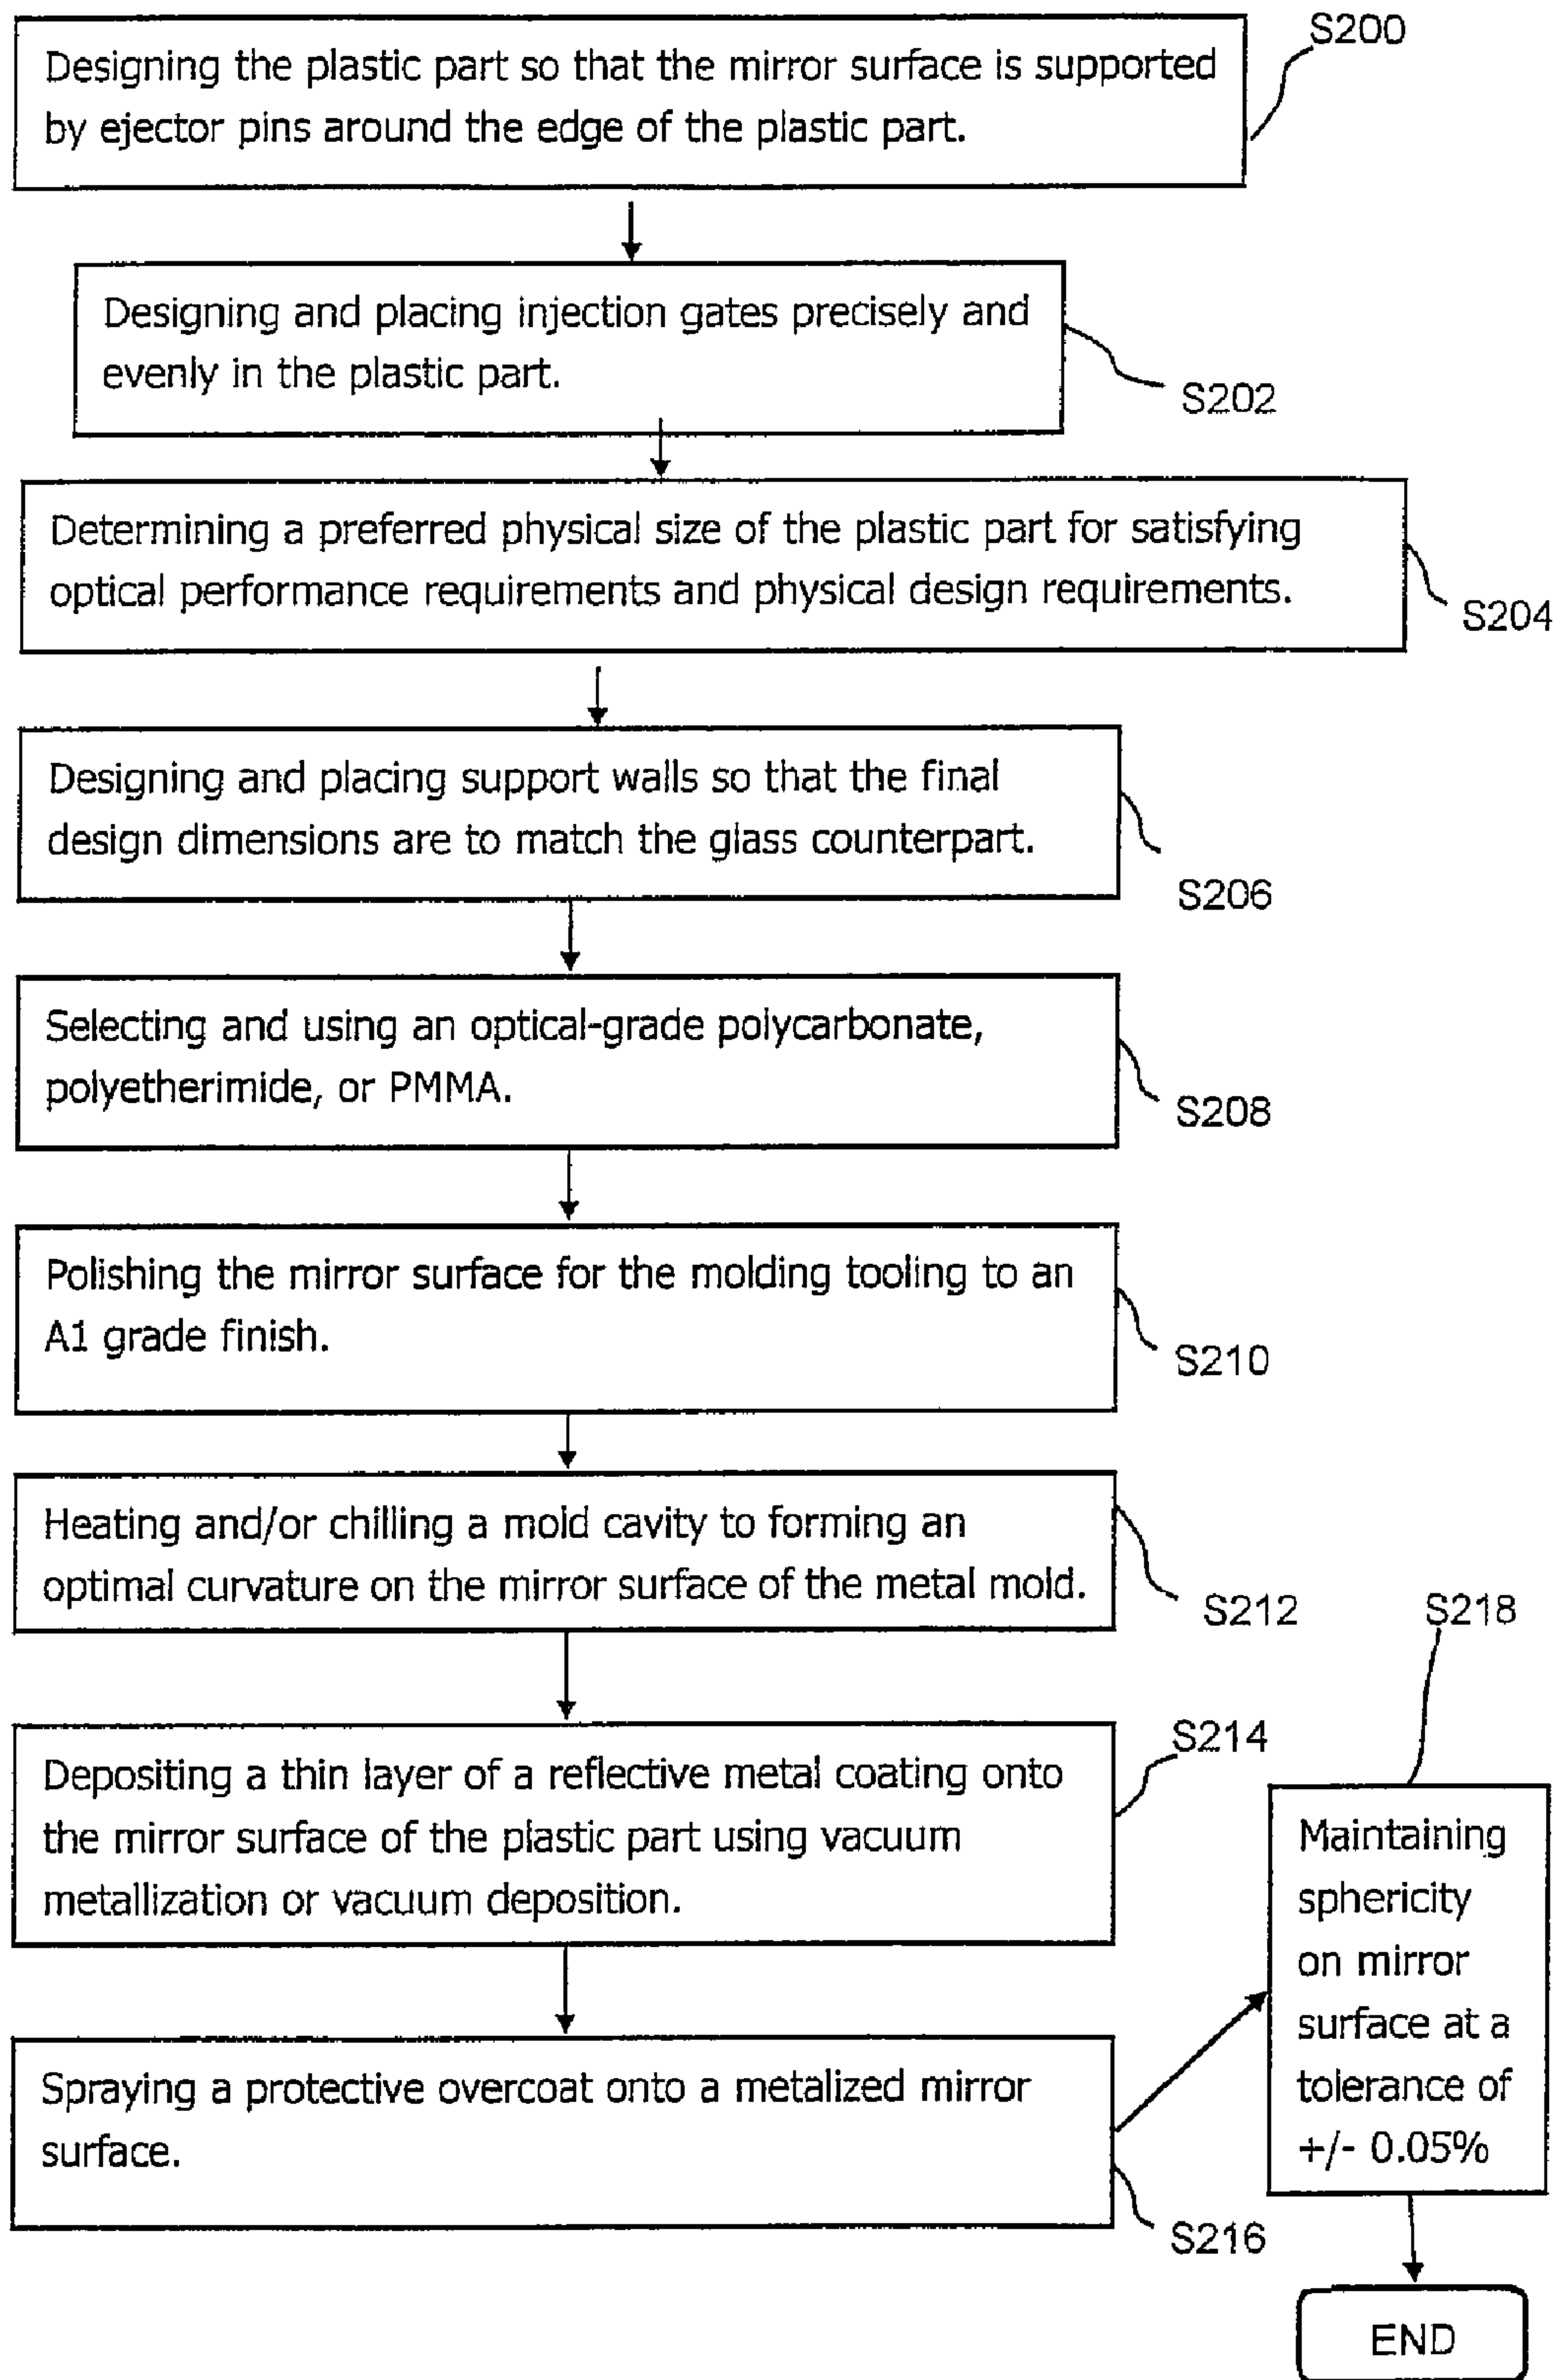 S200
Designing the plastic part so that the mirror surface is supported
by ejector pins around the edge of the plastic part.
Designing and placing injection gates precisely and
evenly in the plastic part.
S202
Determining a preferred physical size of the plastic part for satisfying
optical performance requirements and physical design requirements.
S204
Designing and placing support walls so that the final
design dimensions are to match the glass counterpart.
S206
Selecting and using an optical-grade polycarbonate,
polyetherimide, or PMMA.
S208
Polishing the mirror surface for the molding tooling to an
A1 grade finish.
S210
Heating and/or chilling a mold cavity to forming an
optimal curvature on the mirror surface of the metal mold.
S212
S214
Depositing a thin layer of a reflective metal coating onto
the mirror surface of the plastic part using vacuum
metallization or vacuum deposition.
Spraying a protective overcoat onto a metalized mirror
surface.
S216
S218
Maintaining
sphericity
on mirror
surface at a
tolerance of
+/- 0.05%
END